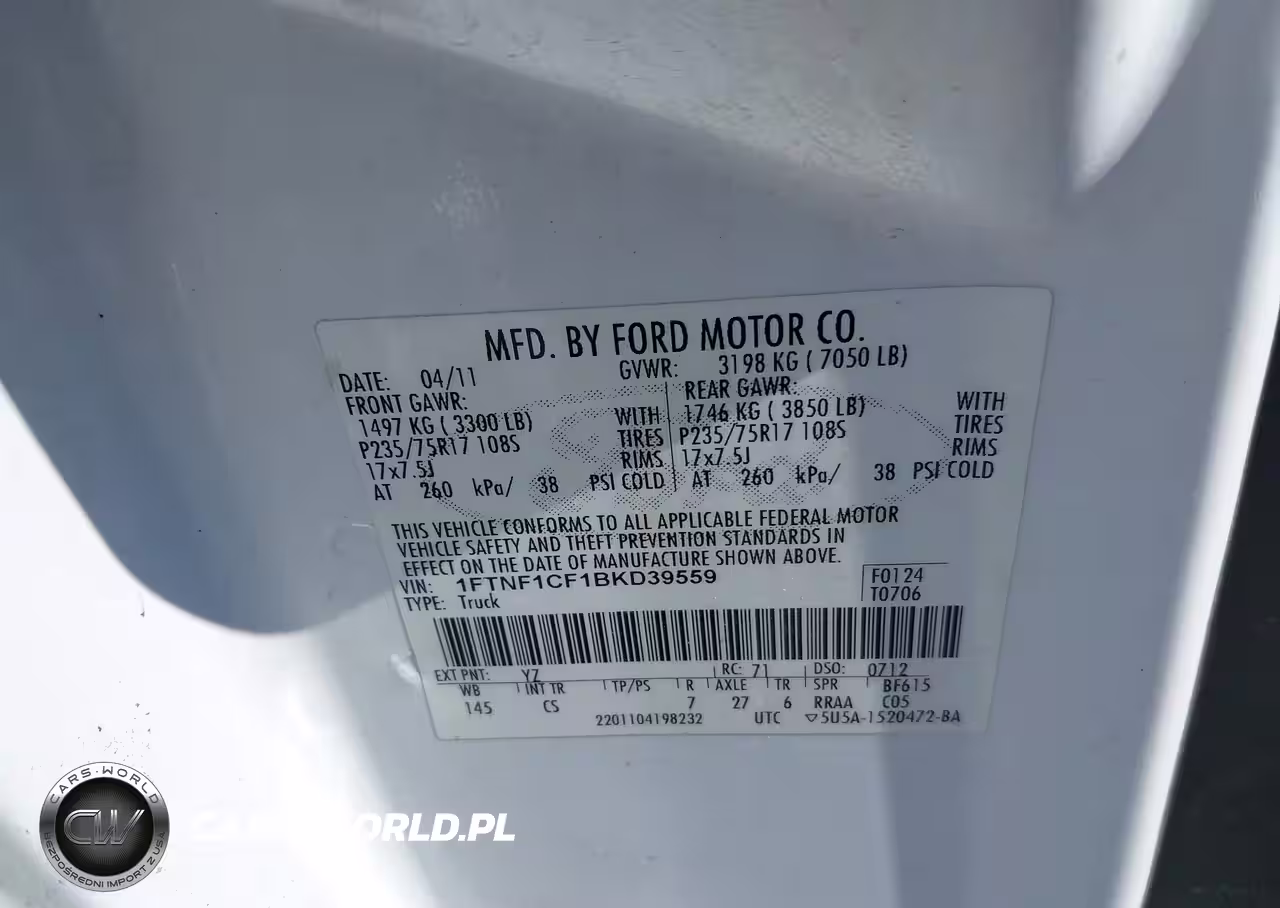 MFD. BY FORD MOTOR CO.
DATE: 04/11 GVWR: 3198 KG ( 7050 LB)
FRONT GAWR: REAR GAWR:
1497 KG ( 3300 LB) WITH 1746 KG ( 3850 LB) WITH
P235/75R17 108S TIRES P235/75R17 108S TIRES
17x7.5J RIMS 17x7.5J RIMS
AT 260 kPa/ 38 PSI COLD AT 260 kPa/ 38 PSI COLD
THIS VEHICLE CONFORMS TO ALL APPLICABLE FEDERAL MOTOR
VEHICLE SAFETY AND THEFT PREVENTION STANDARDS IN
EFFECT ON THE DATE OF MANUFACTURE SHOWN ABOVE.
VIN: 1FTNF1CF1BKD39559 F0124
TYPE: Truck T0706
EXT PNT: YZ RC: 71 DSO: 0712
WB INT TR TP/PS R AXLE TR SPR BF615
145 CS 7 27 6 RRAA C05
2201104198232 UTC ▽5U5A-1520472-BA
CARS-WORLD
CW
BEZPOŚREDNI IMPORT Z USA
CARS-WORLD.PL